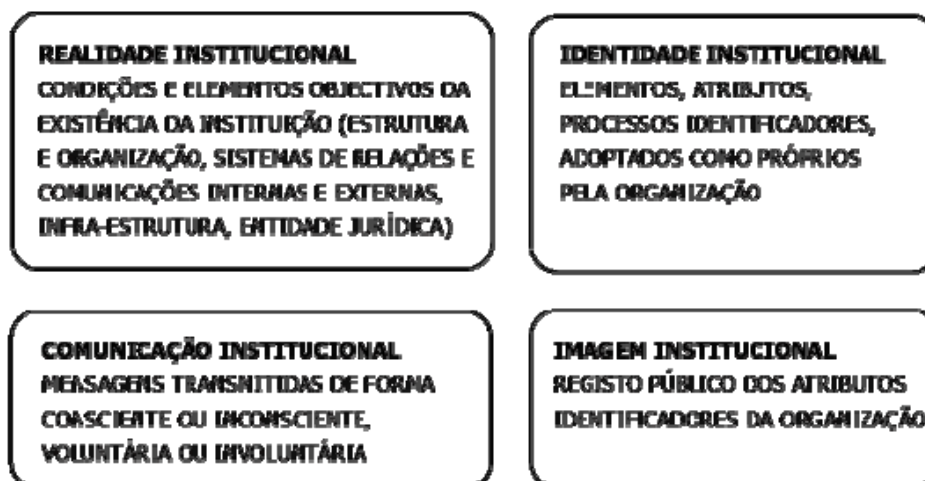 REALIDADE INSTITUCIONAL
CONDIÇÕES E ELEMENTOS OBJECTIVOS DA
EXISTÊNCIA DA INSTITUIÇÃO (ESTRUTURA
E ORGANIZAÇÃO, SISTEMAS DE RELAÇÕES E
COMUNICAÇÕES INTERNAS E EXTERNAS,
INFRA-ESTRUTURA, ENTIDADE JURÍDICA)
IDENTIDADE INSTITUCIONAL
ELEMENTOS, ATRIBUTOS,
PROCESSOS IDENTIFICADORES,
ADOPTADOS COMO PRÓPRIOS
PELA ORGANIZAÇÃO
COMUNICAÇÃO INSTITUCIONAL
MENSAGENS TRANSMITIDAS DE FORMA
CONSCIENTE OU INCONSCIENTE,
VOLUNTÁRIA OU INVOLUNTÁRIA
IMAGEM INSTITUCIONAL
REGISTO PÚBLICO DOS ATRIBUTOS
IDENTIFICADORES DA ORGANIZAÇÃO